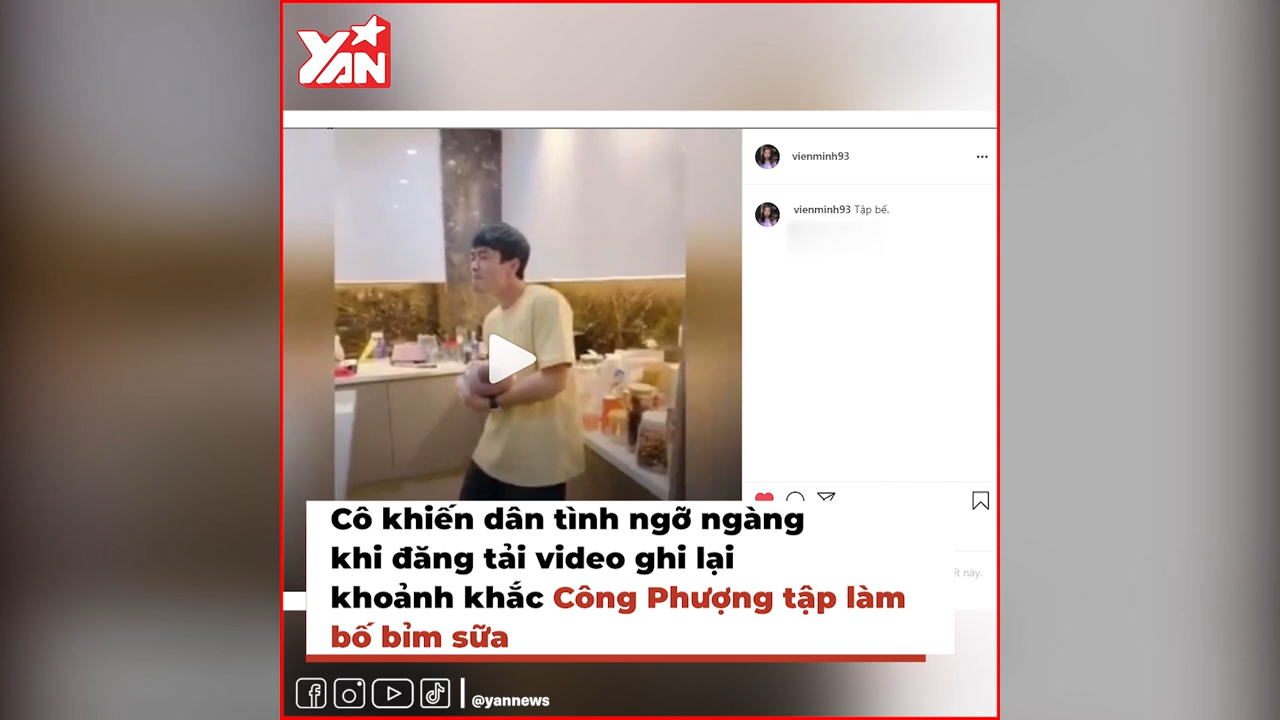 YAN
vienminh93
vienminh93 Tập bế.
Cô khiến dân tình ngỡ ngàng
khi đăng tải video ghi lại
khoảnh khắc Công Phượng tập làm
bố bỉm sữa
này.
@yannews